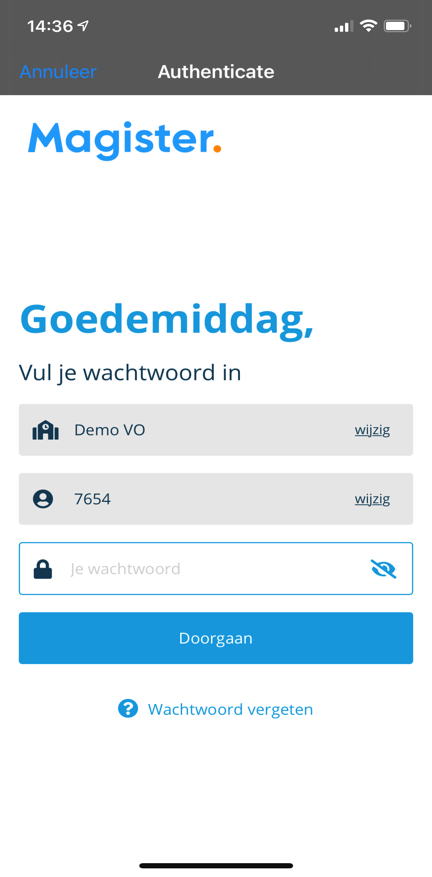 14:36
Annuleer Authenticate
Magister.
Goedemiddag,
Vul je wachtwoord in
Demo VO wijzig
7654 wijzig
Je wachtwoord
Doorgaan
? Wachtwoord vergeten